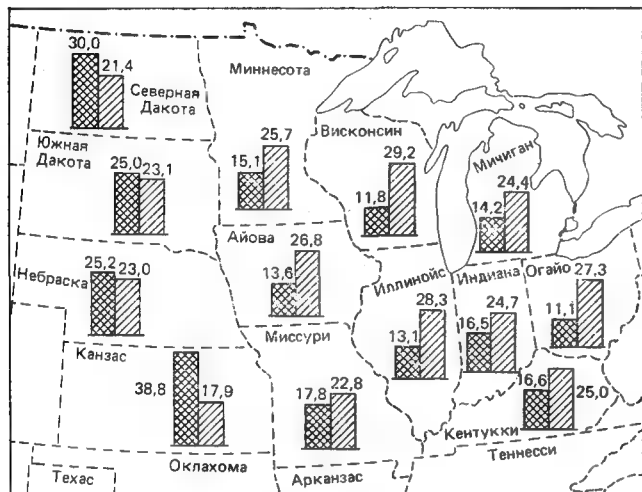 30,0
21,4
Северная
Дакота
Миннесота
Южная
Дакота
25,0 23,1
15,1
25,7
Висконсин
11,8
29,2
Мичиган
14,2
24,4
Небраска
25,2 23,0
Айова
13,6
26,8
Иллинойс
13,1
28,3
Индиана
16,5
24,7
Огайо
11,1
27,3
Канзас
38,8
17,9
Миссури
17,8 22,8
16,6
25,0
Кентукки
Теннесси
Оклахома
Арканзас
Техас